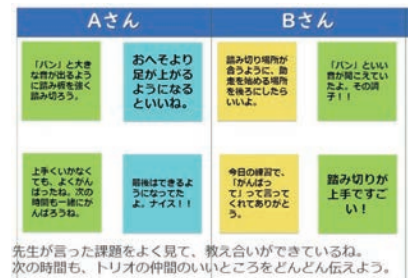 Aさん
Bさん
「パン」と大き
な音が出るよう
に踏み板を強く
踏み切ろう。
おへそより
足が上がる
ようになる
といいね。
踏み切り場所が
合うように、助
走を始める場所
を後ろにしたら
いいよ。
「パン」といい
音が聞こえてい
たよ。その調
子！！
上手くいかなく
ても、よくがん
ばったね。次の
時間も一緒にが
んばろうね。
最後はできるよ
うになってた
よ。ナイス！！
今日の練習で、
「がんばっ
て」って言って
くれてありがと
う。
踏み切りが
上手ですご
い！
先生が言った課題をよく見て、教え合いができているね。
次の時間も、トリオの仲間のいいところをどんどん伝えよう。